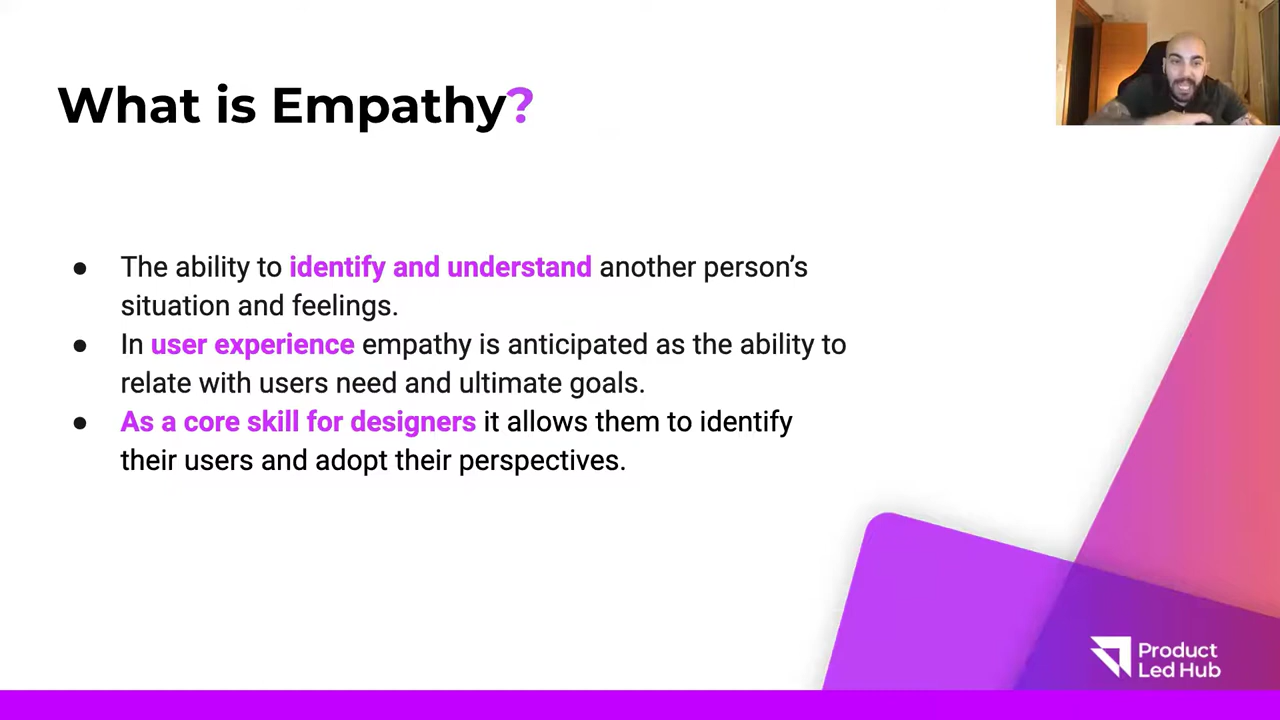 What is Empathy?
● The ability to identify and understand another person's
situation and feelings.
● In user experience empathy is anticipated as the ability to
relate with users need and ultimate goals.
● As a core skill for designers it allows them to identify
their users and adopt their perspectives.
Product
Led Hub